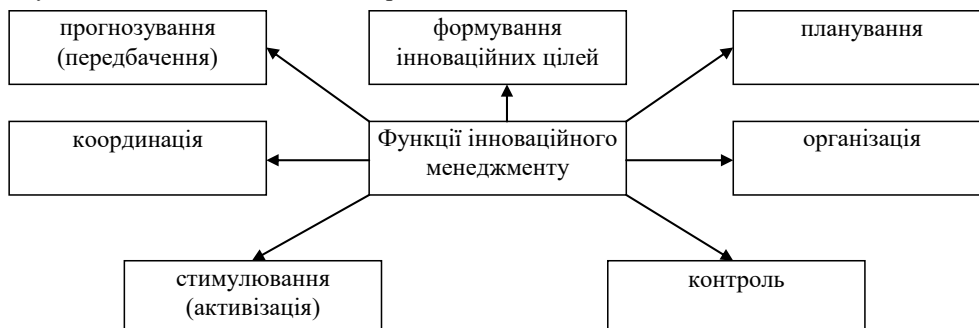 прогнозування
(передбачення)
формування
інноваційних цілей
планування
координація
Функції інноваційного
менеджменту
організація
стимулювання
(активізація)
контроль